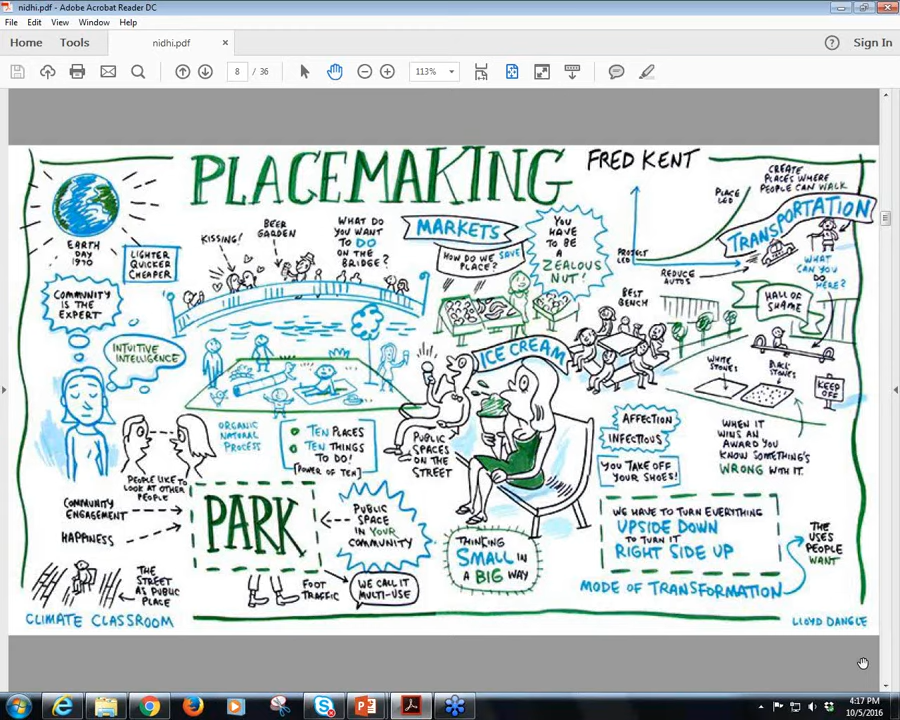 nidhi.pdf - Adobe Acrobat Reader DC
File Edit View Window Help
Home Tools nidhi.pdf × Sign In
8 / 36 113%
PLACEMAKING
FRED KENT
CREATE
PLACES WHERE
PEOPLE CAN WALK
PLACE
LED
PROJECT
LED
TRANSPORTATION
REDUCE
AUTOS
WHAT
CAN YOU
DO
HERE?
EARTH
DAY
1970
LIGHTER
QUICKER
CHEAPER
KISSING!
BEER
GARDEN
WHAT DO
YOU WANT
TO DO
ON THE
BRIDGE?
MARKETS
HOW DO WE SAVE
PLACE?
YOU
HAVE
TO BE
A
ZEALOUS
NUT!
COMMUNITY
IS THE
EXPERT
INTUITIVE
INTELLIGENCE
BEST
BENCH
HALL OF
SHAME
ICE CREAM
WHITE
STONES
BLACK
STONES
KEEP
OFF
ORGANIC
NATURAL
PROCESS
TEN PLACES
TEN THINGS
TO DO!
[POWER OF TEN]
PUBLIC
SPACES
ON THE
STREET
AFFECTION
INFECTIOUS
YOU TAKE OFF
YOUR SHOES!
WHEN IT
WINS AN
AWARD YOU
KNOW SOMETHING'S
WRONG WITH IT.
PEOPLE LIKE TO
LOOK AT OTHER
PEOPLE
COMMUNITY
ENGAGEMENT
HAPPINESS
PARK
PUBLIC
SPACE
IN YOUR
COMMUNITY
THINKING
SMALL IN
A BIG WAY
WE HAVE TO TURN EVERYTHING
UPSIDE DOWN
TO TURN IT
RIGHT SIDE UP
THE
USES
PEOPLE
WANT
MODE OF TRANSFORMATION
THE
STREET
AS PUBLIC
PLACE
FOOT
TRAFFIC
WE CALL IT
MULTI-USE
CLIMATE CLASSROOM
LLOYD DANGLE
4:17 PM
10/5/2016